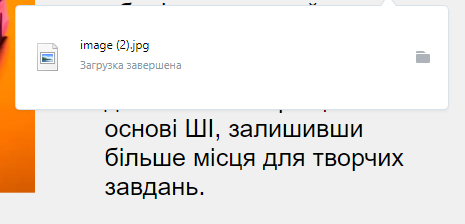 image (2).jpg
Загрузка завершена
основі ШІ, залишивши
більше місця для творчих
завдань.